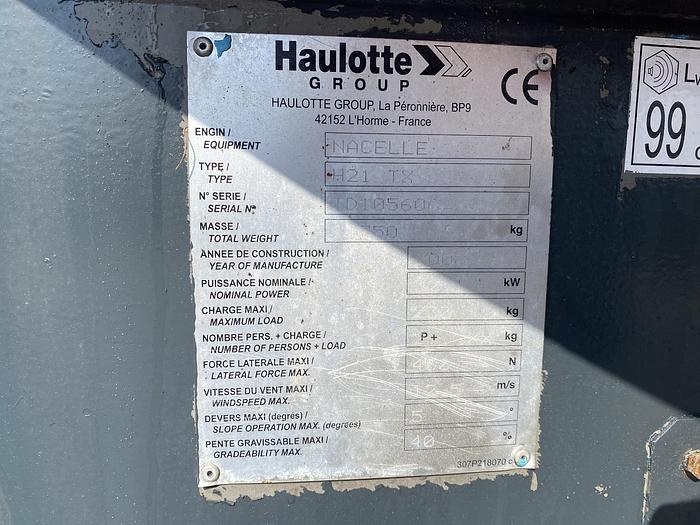 Haulotte
GROUP
CE
HAULOTTE GROUP, La Péronnière, BP9
42152 L'Horme - France
ENGIN /
EQUIPMENT
NACELLE
TYPE /
TYPE
H21 TX
N° SERIE /
SERIAL N°
MASSE /
TOTAL WEIGHT
kg
ANNEE DE CONSTRUCTION /
YEAR OF MANUFACTURE
PUISSANCE NOMINALE /
NOMINAL POWER
kW
CHARGE MAXI /
MAXIMUM LOAD
kg
NOMBRE PERS. + CHARGE /
NUMBER OF PERSONS + LOAD
P + kg
FORCE LATERALE MAXI /
LATERAL FORCE MAX.
N
VITESSE DU VENT MAXI /
WINDSPEED MAX.
m/s
DEVERS MAXI (degrés) /
SLOPE OPERATION MAX. (degrees)
5 °
PENTE GRAVISSABLE MAXI /
GRADEABILITY MAX.
40 %
307P218070 c
99